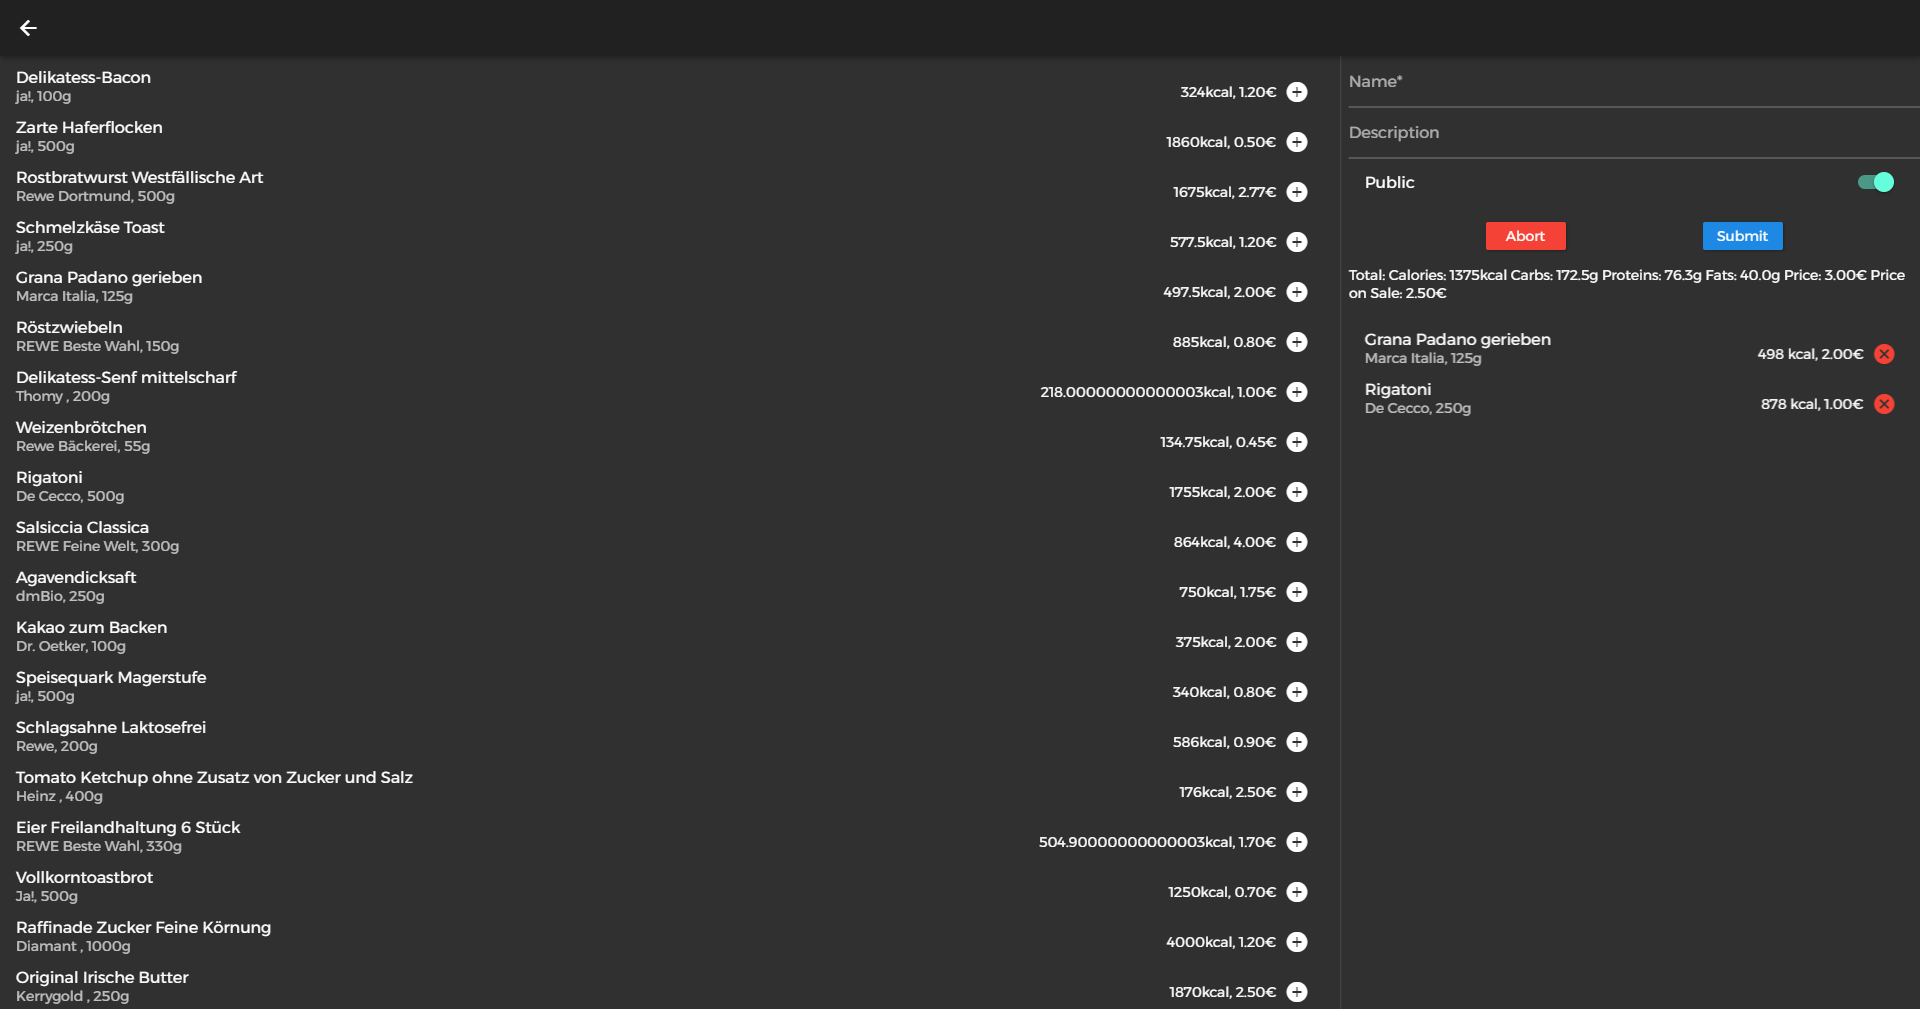 Delikatess-Bacon
ja!, 100g
324kcal, 1.20€
Zarte Haferflocken
ja!, 500g
1860kcal, 0.50€
Rostbratwurst Westfällische Art
Rewe Dortmund, 500g
1675kcal, 2.77€
Schmelzkäse Toast
ja!, 250g
577.5kcal, 1.20€
Grana Padano gerieben
Marca Italia, 125g
497.5kcal, 2.00€
Röstzwiebeln
REWE Beste Wahl, 150g
885kcal, 0.80€
Delikatess-Senf mittelscharf
Thomy , 200g
218.00000000000003kcal, 1.00€
Weizenbrötchen
Rewe Bäckerei, 55g
134.75kcal, 0.45€
Rigatoni
De Cecco, 500g
1755kcal, 2.00€
Salsiccia Classica
REWE Feine Welt, 300g
864kcal, 4.00€
Agavendicksaft
dmBio, 250g
750kcal, 1.75€
Kakao zum Backen
Dr. Oetker, 100g
375kcal, 2.00€
Speisequark Magerstufe
ja!, 500g
340kcal, 0.80€
Schlagsahne Laktosefrei
Rewe, 200g
586kcal, 0.90€
Tomato Ketchup ohne Zusatz von Zucker und Salz
Heinz , 400g
176kcal, 2.50€
Eier Freilandhaltung 6 Stück
REWE Beste Wahl, 330g
504.90000000000003kcal, 1.70€
Vollkorntoastbrot
Ja!, 500g
1250kcal, 0.70€
Raffinade Zucker Feine Körnung
Diamant , 1000g
4000kcal, 1.20€
Original Irische Butter
Kerrygold , 250g
1870kcal, 2.50€
Name*
Description
Public
Abort
Submit
Total: Calories: 1375kcal Carbs: 172.5g Proteins: 76.3g Fats: 40.0g Price: 3.00€ Price
on Sale: 2.50€
Grana Padano gerieben
Marca Italia, 125g
498 kcal, 2.00€
Rigatoni
De Cecco, 250g
878 kcal, 1.00€